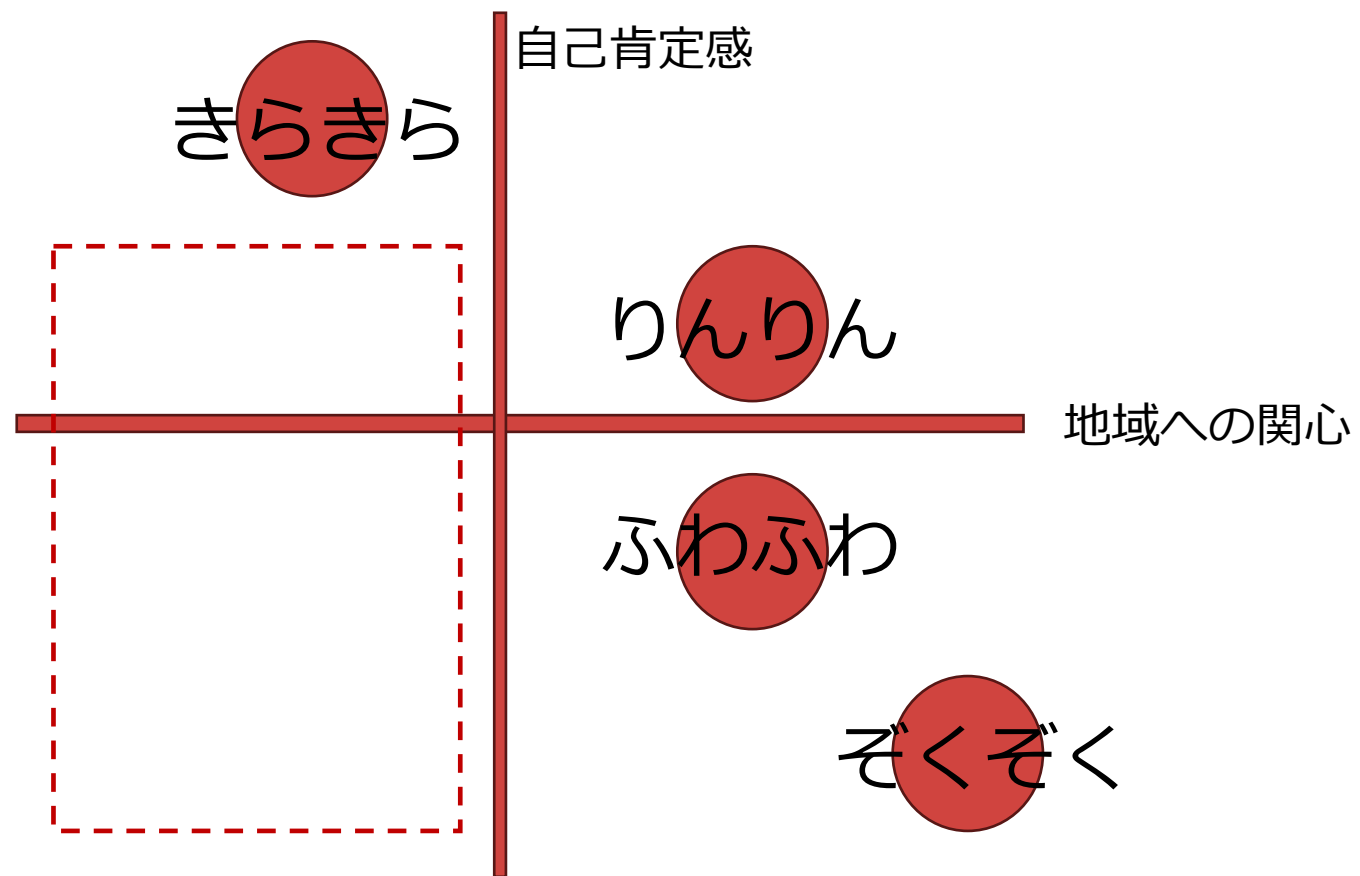 自己肯定感
きらきら
りんりん
地域への関心
ふわふわ
ぞくぞく